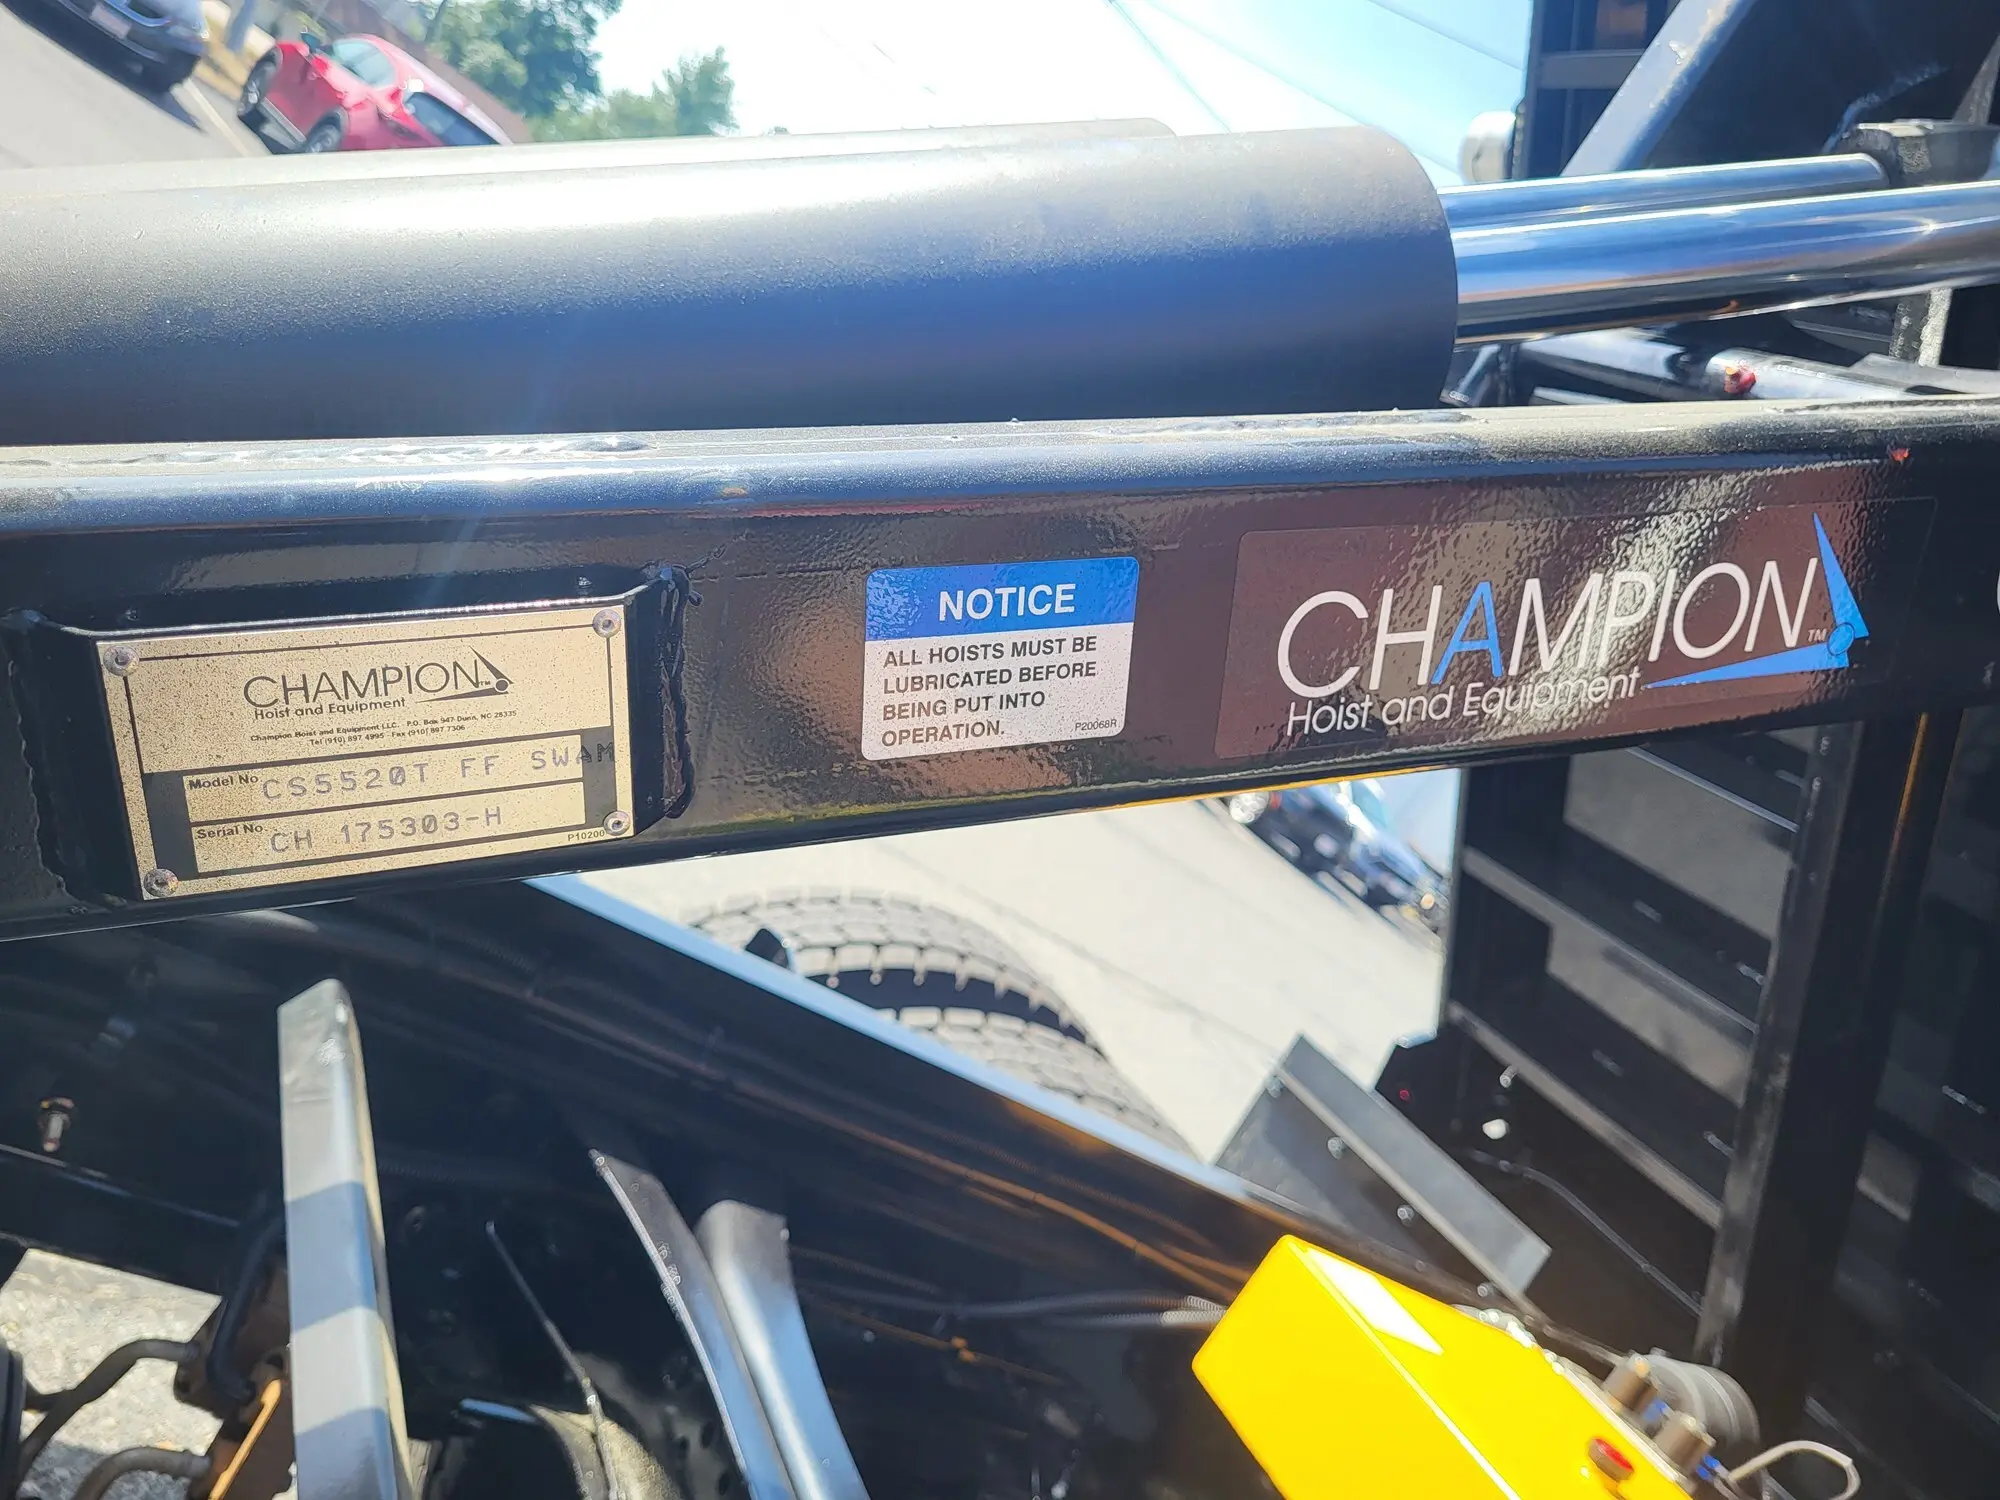 CHAMPION
Hoist and Equipment
Champion Hoist and Equipment LLC. P.O. Box 947 Dunn, NC 28335
Tel (910) 897 4995 - Fax (910) 897 7306
Model No CS5520T FF SWAM
Serial No. CH 175303-H
P10200
NOTICE
ALL HOISTS MUST BE
LUBRICATED BEFORE
BEING PUT INTO
OPERATION.
P20068R
CHAMPION TM
Hoist and Equipment